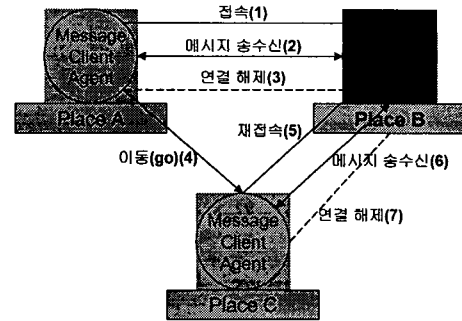 접속(1)
Message
Client
Agent
메시지 송수신(2)
연결 해제(3)
Place A
Place B
이동(go)(4)
재접속(5)
메시지 송수신(6)
Message
Client
Agent
연결 해제(7)
Place C